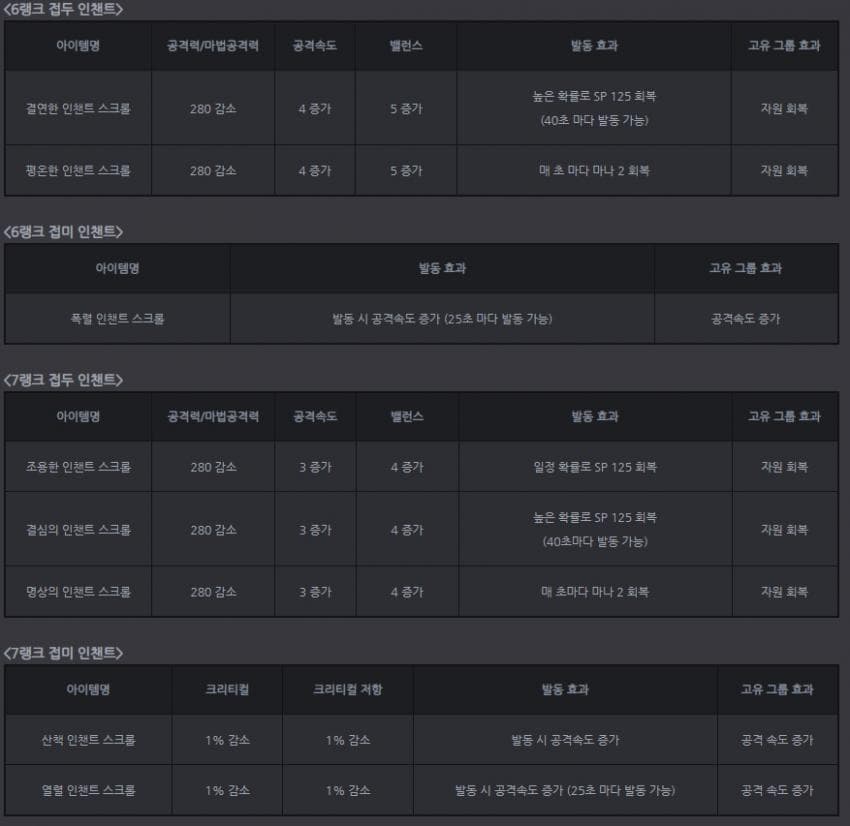 <6랭크 접두 인챈트>
아이템명 공격력/마법공격력 공격속도 밸런스 발동 효과 고유 그룹 효과
결연한 인챈트 스크롤 280 감소 4 증가 5 증가 높은 확률로 SP 125 회복 자원 회복
(40초 마다 발동 가능)
평온한 인챈트 스크롤 280 감소 4 증가 5 증가 매 초 마다 마나 2 회복 자원 회복
<6랭크 접미 인챈트>
아이템명 발동 효과 고유 그룹 효과
폭렬 인챈트 스크롤 발동 시 공격속도 증가 (25초 마다 발동 가능) 공격속도 증가
<7랭크 접두 인챈트>
아이템명 공격력/마법공격력 공격속도 밸런스 발동 효과 고유 그룹 효과
조용한 인챈트 스크롤 280 감소 3 증가 4 증가 일정 확률로 SP 125 회복 자원 회복
결심의 인챈트 스크롤 280 감소 3 증가 4 증가 높은 확률로 SP 125 회복 자원 회복
(40초마다 발동 가능)
명상의 인챈트 스크롤 280 감소 3 증가 4 증가 매 초마다 마나 2 회복 자원 회복
<7랭크 접미 인챈트>
아이템명 크리티컬 크리티컬 저항 발동 효과 고유 그룹 효과
산책 인챈트 스크롤 1% 감소 1% 감소 발동 시 공격속도 증가 공격 속도 증가
열렬 인챈트 스크롤 1% 감소 1% 감소 발동 시 공격속도 증가 (25초 마다 발동 가능) 공격 속도 증가